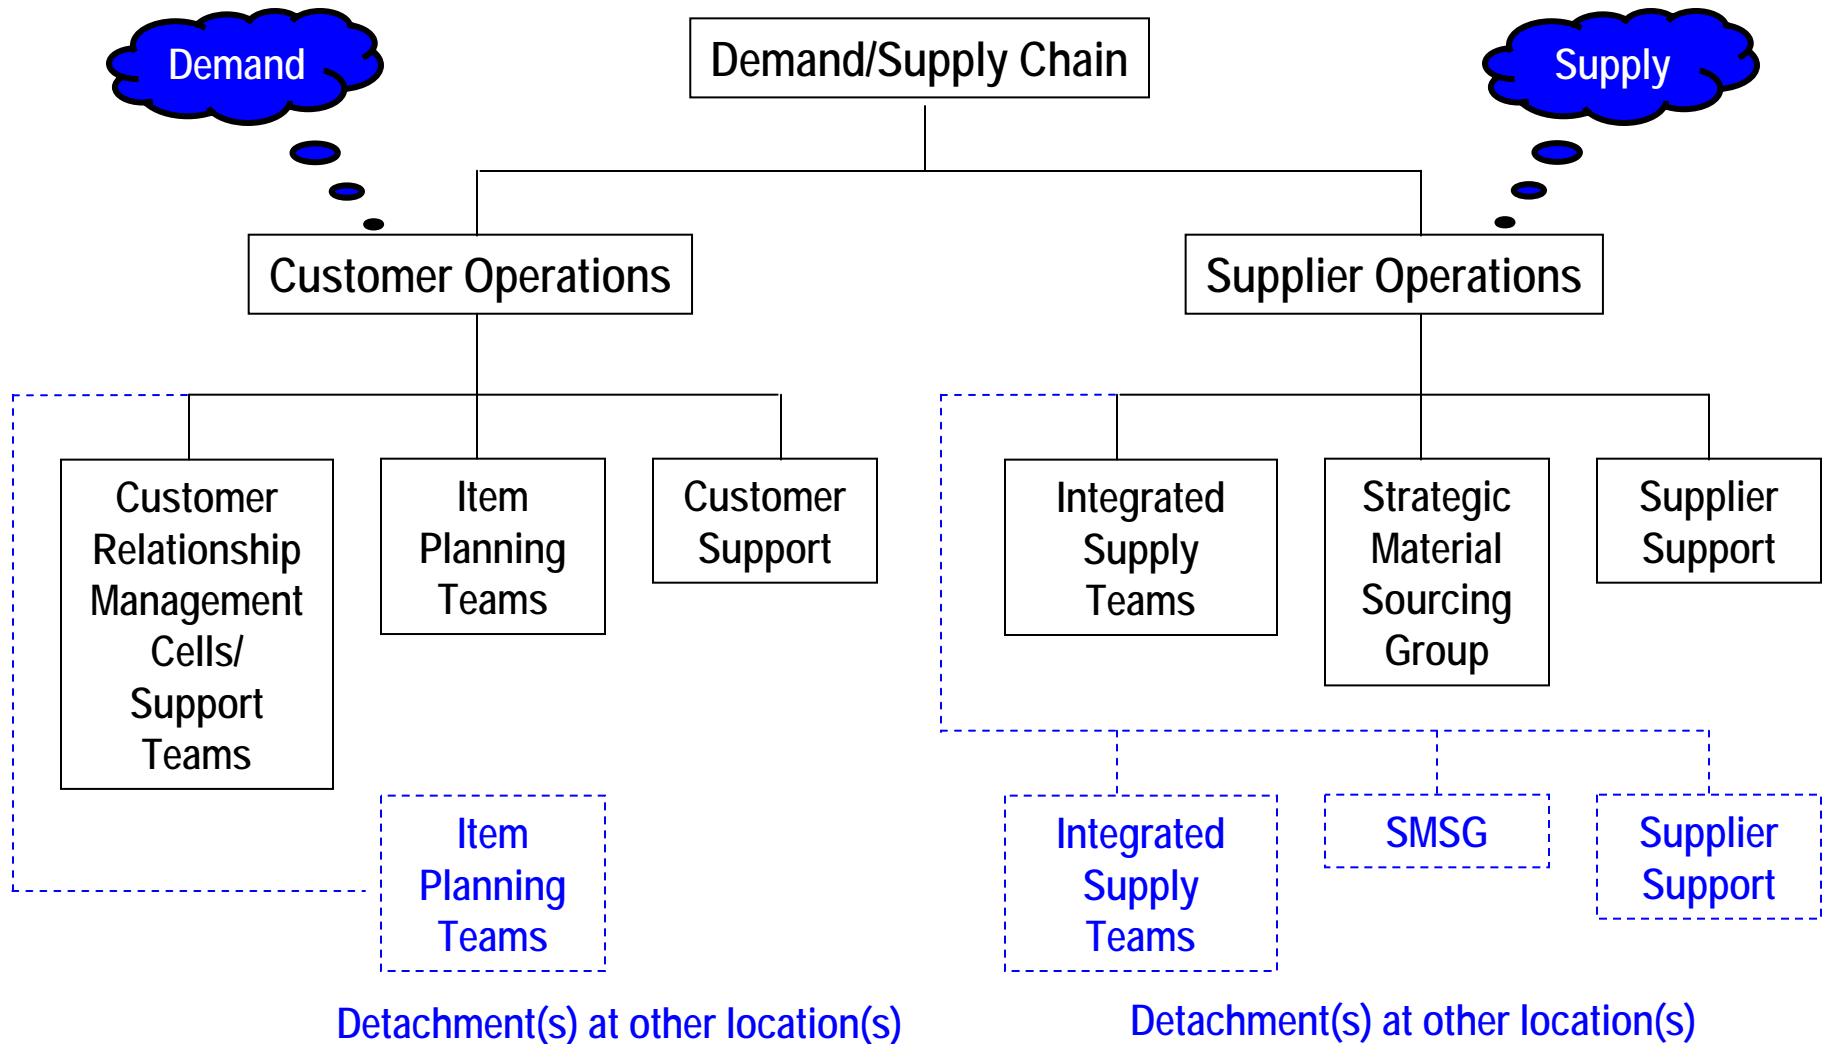 Demand
Demand/Supply Chain
Supply
Customer Operations
Supplier Operations
Customer
Relationship
Management
Cells/
Support
Teams
Item
Planning
Teams
Customer
Support
Integrated
Supply
Teams
Strategic
Material
Sourcing
Group
Supplier
Support
Item
Planning
Teams
Integrated
Supply
Teams
SMSG
Supplier
Support
Detachment(s) at other location(s)
Detachment(s) at other location(s)